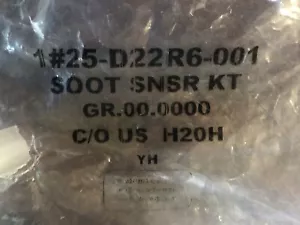 1#25-D22R6-001
SOOT SNSR KT
GR.00.0000
C/O US H20H
YH